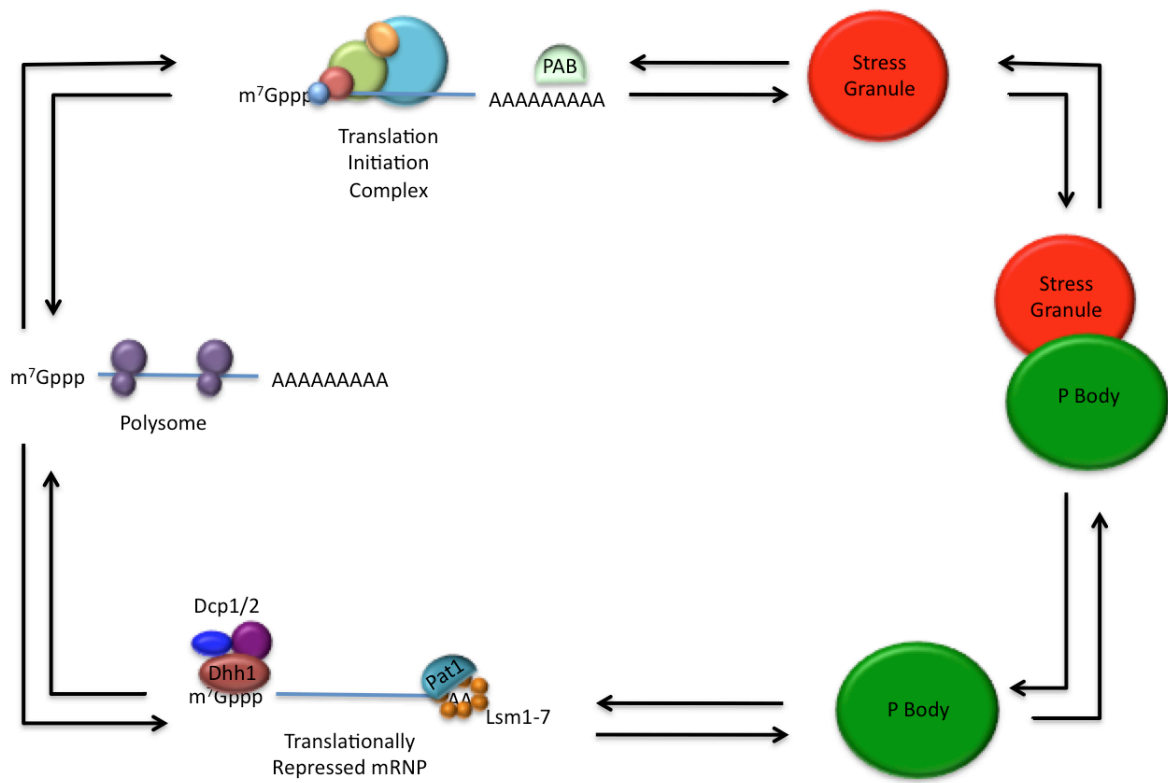 PAB
m⁷Gppp
AAAAAAAAA
Translation
Initiation
Complex
Stress
Granule
Stress
Granule
P Body
m⁷Gppp
AAAAAAAAA
Polysome
Dcp1/2
Dhh1
m⁷Gppp
Pat1
AA
Lsm1-7
Translationally
Repressed mRNP
P Body